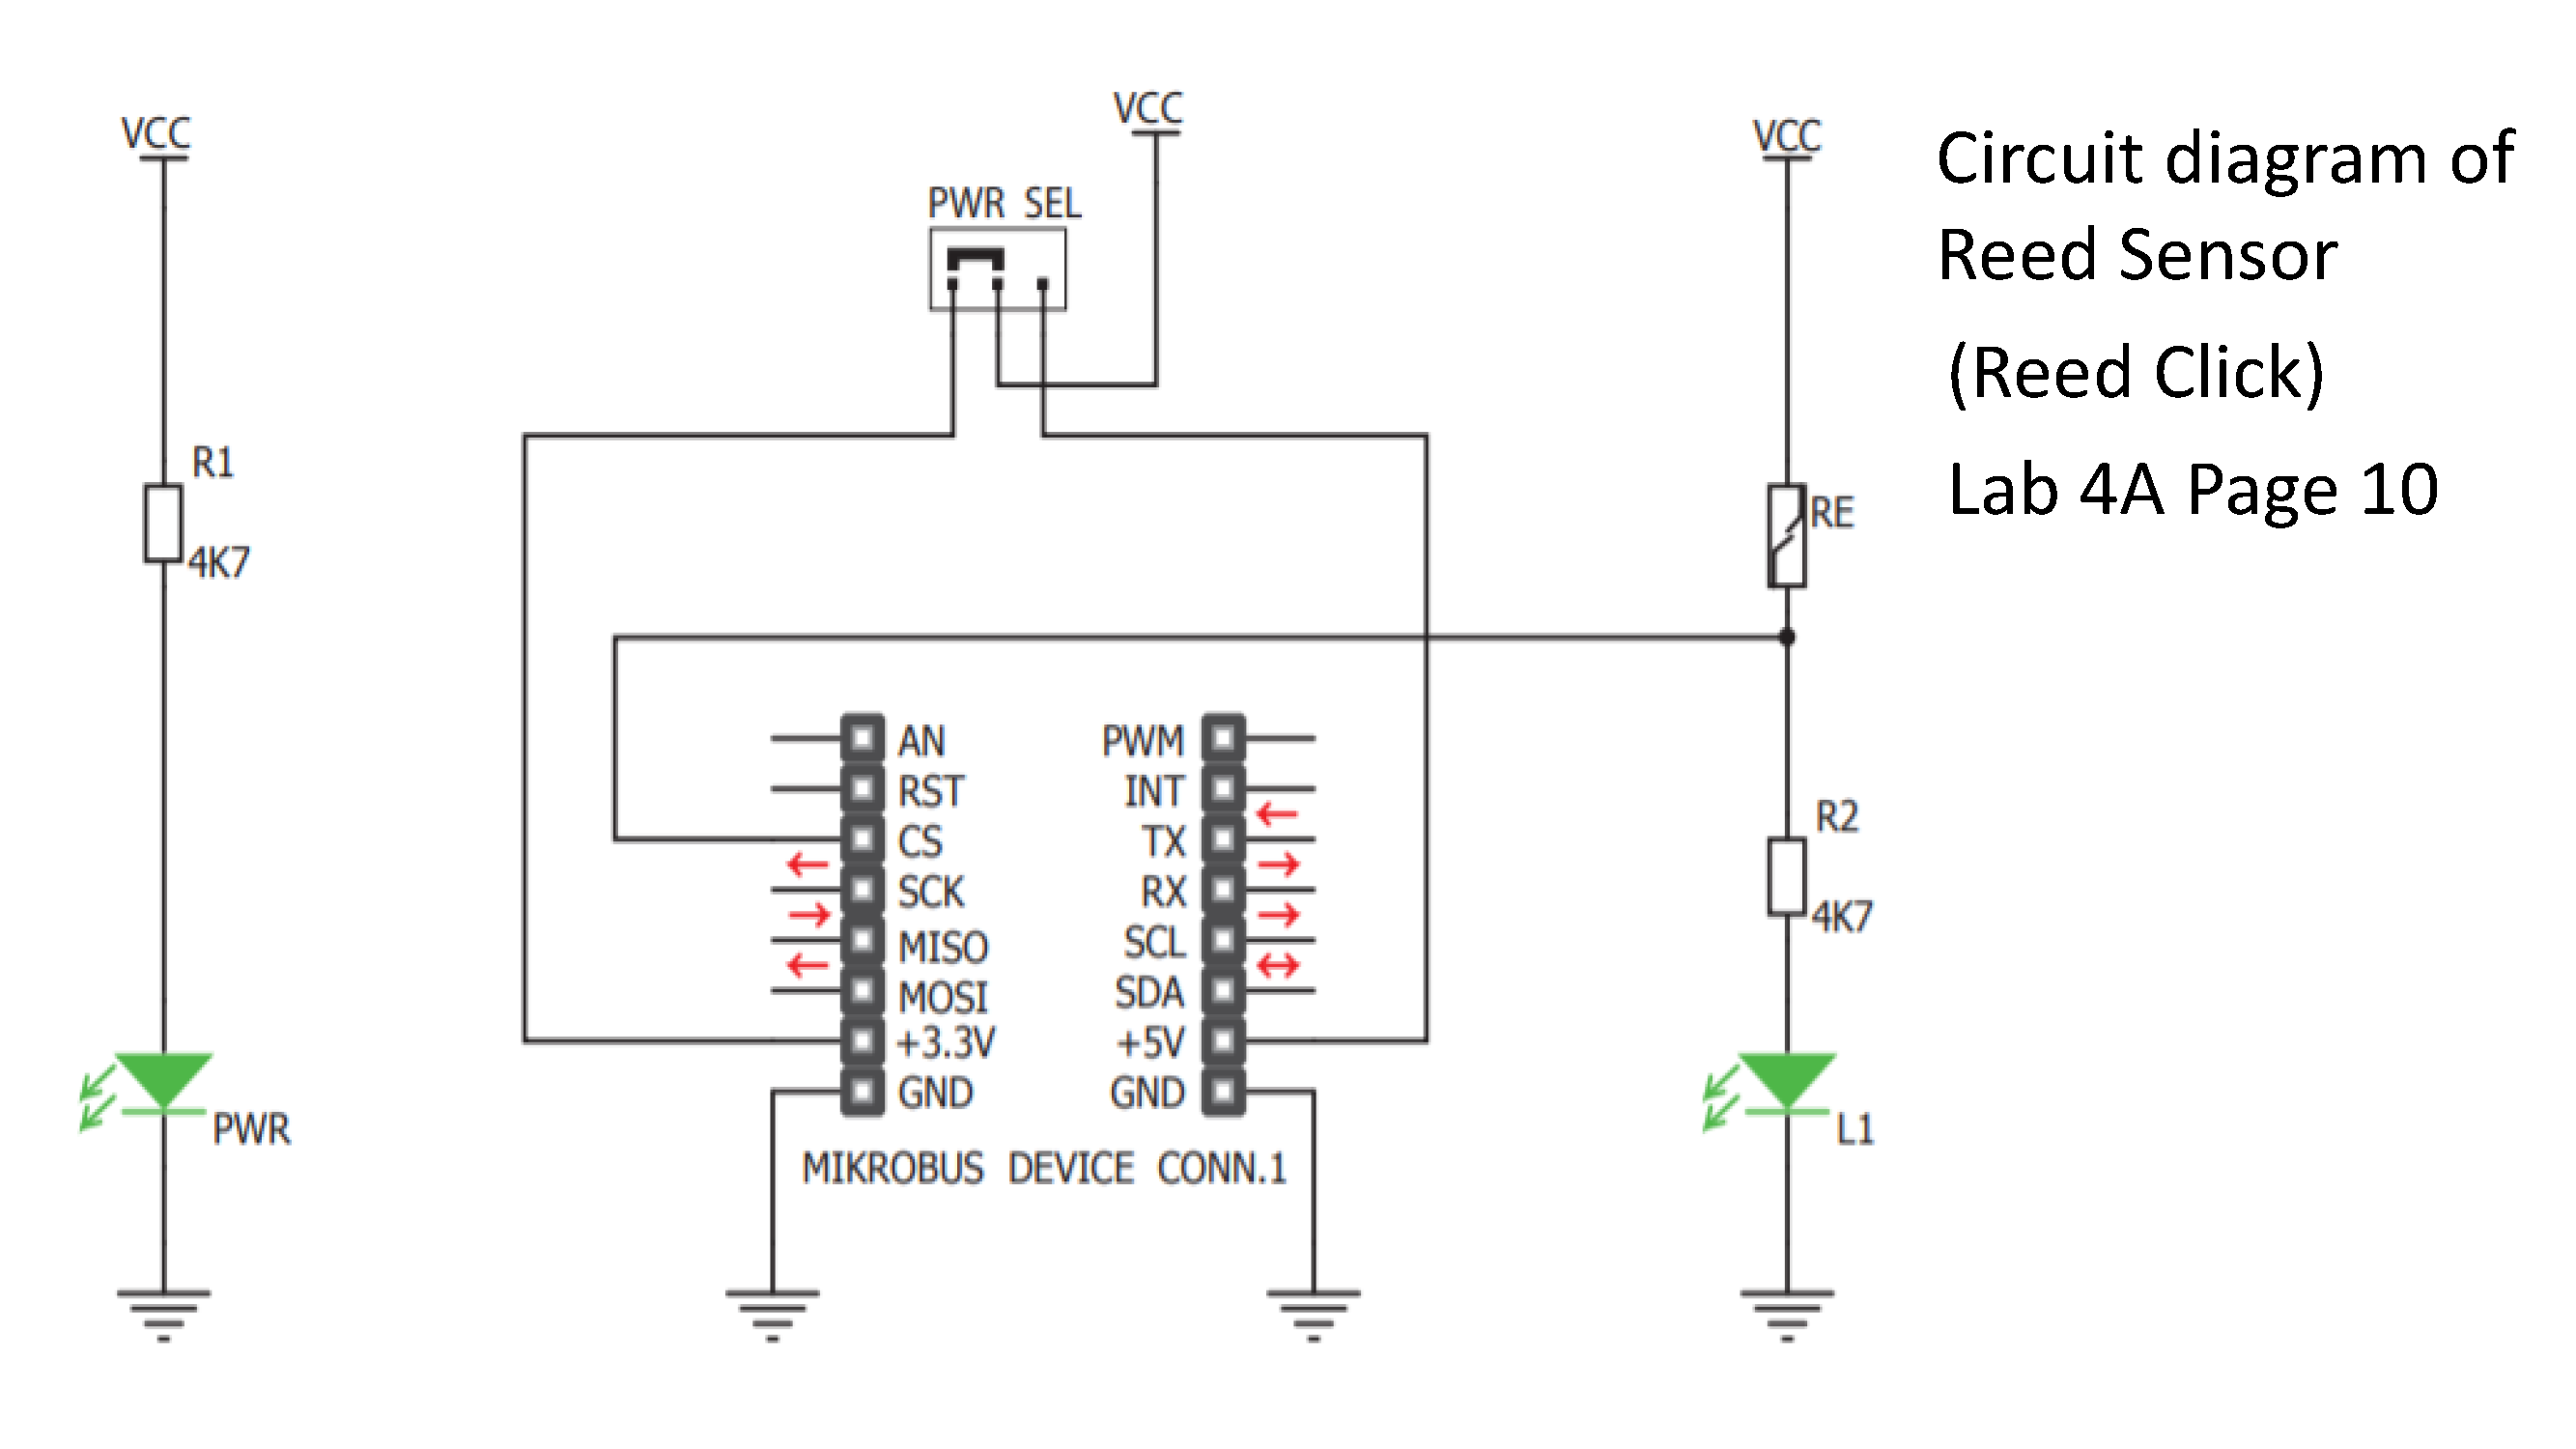 VCC
VCC
VCC
PWR SEL
Circuit diagram of
Reed Sensor
(Reed Click)
Lab 4A Page 10
R1
4K7
RE
AN
RST
CS
SCK
MISO
MOSI
+3.3V
GND
PWM
INT
TX
RX
SCL
SDA
+5V
GND
R2
4K7
PWR
L1
MIKROBUS DEVICE CONN.1